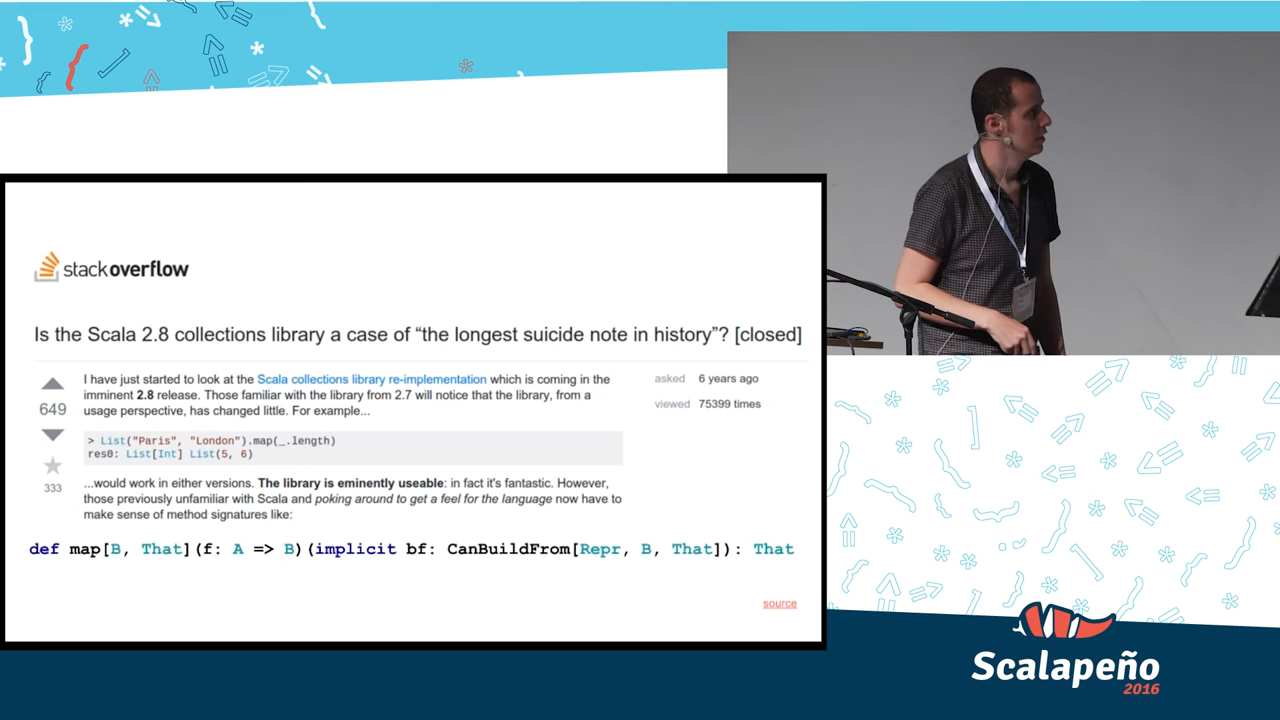 stackoverflow
Is the Scala 2.8 collections library a case of “the longest suicide note in history”? [closed]
649
333
I have just started to look at the Scala collections library re-implementation which is coming in the
imminent 2.8 release. Those familiar with the library from 2.7 will notice that the library, from a
usage perspective, has changed little. For example...
> List("Paris", "London").map(_.length)
res0: List[Int] List(5, 6)
...would work in either versions. The library is eminently useable: in fact it's fantastic. However,
those previously unfamiliar with Scala and poking around to get a feel for the language now have to
make sense of method signatures like:
asked 6 years ago
viewed 75399 times
def map[B, That](f: A => B)(implicit bf: CanBuildFrom[Repr, B, That]): That
source
Scalapeño
2016